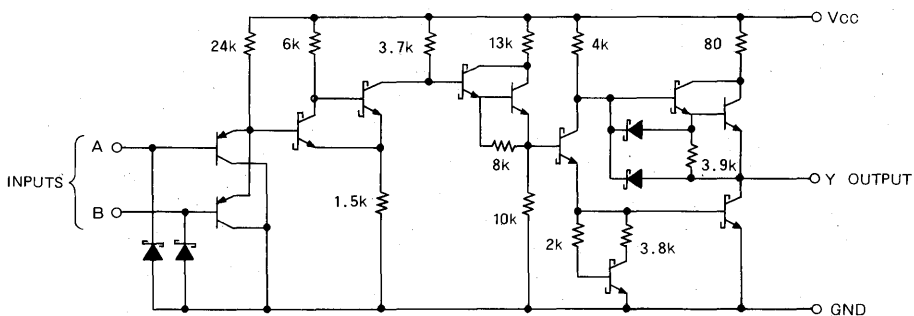 VCC
24k
6k
3.7k
13k
4k
80
A
INPUTS
B
8k
3.9k
Y OUTPUT
1.5k
10k
2k
3.8k
GND